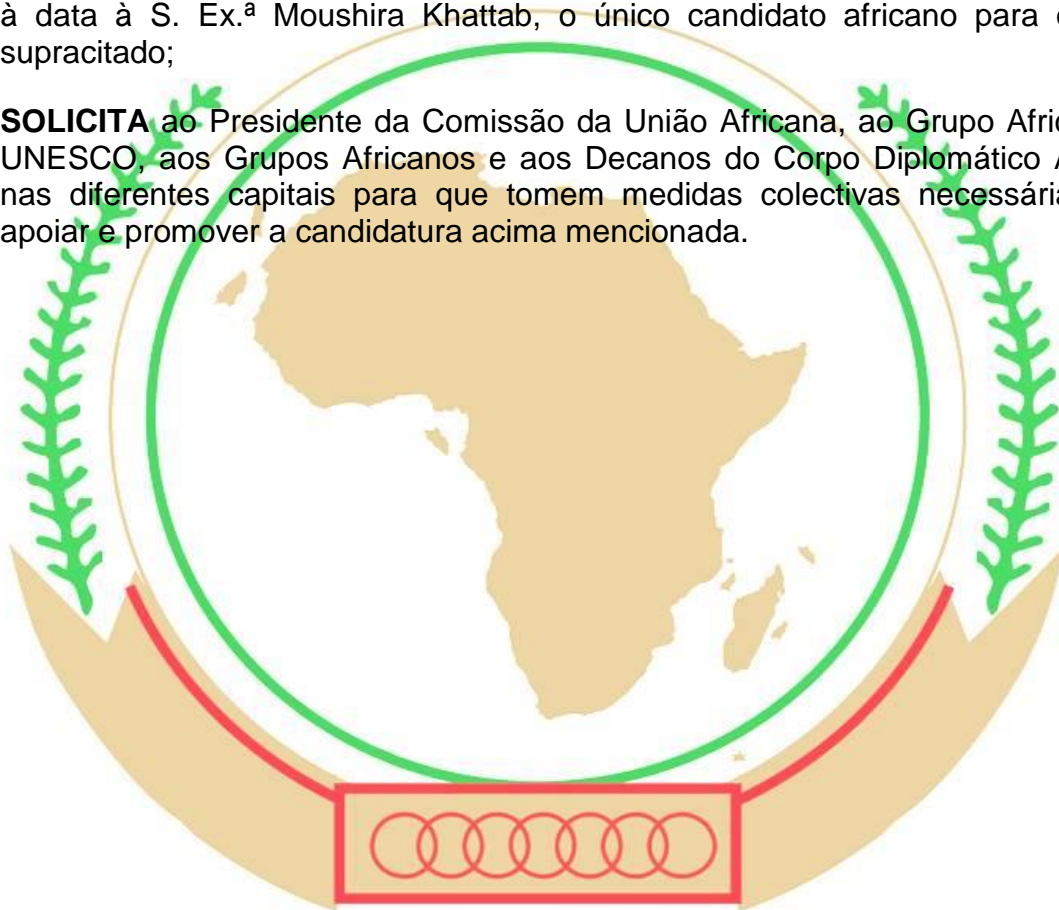 à data à S. Ex.ª Moushira Khattab, o único candidato africano para
supracitado;
SOLICITA ao Presidente da Comissão da União Africana, ao Grupo
UNESCO, aos Grupos Africanos e aos Decanos do Corpo Diplomático
nas diferentes capitais para que tomem medidas colectivas
apoiar e promover a candidatura acima mencionada.